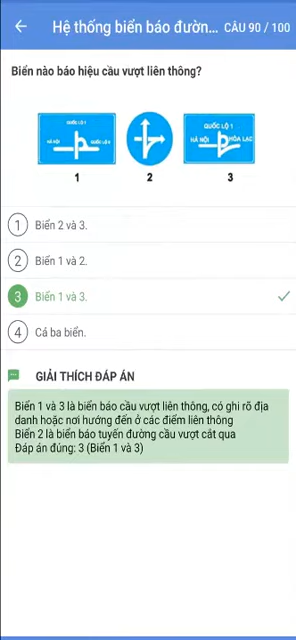 Hệ thống biển báo đườn... CÂU 90 / 100
Biển nào báo hiệu cầu vượt liên thông?
QUỐC LỘ 1
HÀ NỘI
QUỐC LỘ 1
HÀ NỘI HÒA LẠC
1 2 3
1 Biển 2 và 3.
2 Biển 1 và 2.
3 Biển 1 và 3.
4 Cả ba biển.
GIẢI THÍCH ĐÁP ÁN
Biển 1 và 3 là biển báo cầu vượt liên thông, có ghi rõ địa
danh hoặc nơi hướng đến ở các điểm liên thông
Biển 2 là biển báo tuyến đường cầu vượt cắt qua
Đáp án đúng: 3 (Biển 1 và 3)